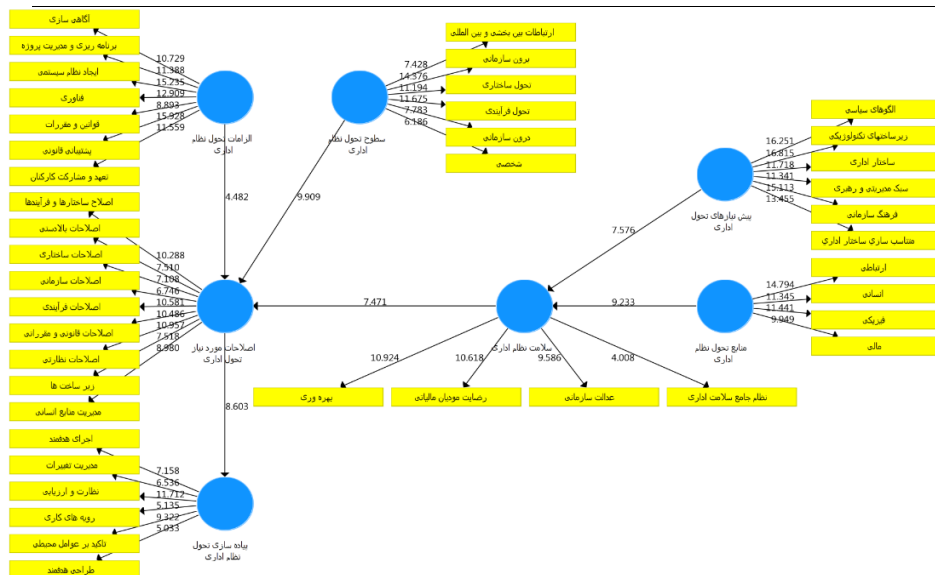 آگاهی سازی
برنامه ریزی و مدیریت پروژه
ایجاد نظام سیستمی
فناوری
قوانین و مقررات
پشتیبانی قانونی
تعهد و مشارکت کارکنان
10.729
11.388
15.235
12.909
8.893
15.928
11.559
الزامات تحول نظام
اداری
ارتباطات بین بخشی و بین المللی
برون سازمانی
تحول ساختاری
تحول فرآیندی
درون سازمانی
شخصی
7.428
14.376
11.194
11.675
7.783
6.186
سطوح تحول نظام
اداری
الگوهای سیاسی
زیرساختهای تکنولوژیکی
ساختار اداری
سبک مدیریتی و رهبری
فرهنگ سازمانی
متناسب سازي ساختار اداري
16.251
16.815
11.718
11.341
15.113
13.455
پیش نیازهای تحول
اداری
4.482
9.909
7.576
اصلاح ساختارها و فرآیندها
اصلاحات بالادستی
اصلاحات ساختاری
اصلاحات سازمانی
اصلاحات فرآیندی
اصلاحات قانونی و مقرراتی
اصلاحات نظارتی
زیر ساخت ها
مدیریت منابع انسانی
10.288
7.510
7.108
6.746
10.581
10.486
10.957
7.518
8.980
اصلاحات مورد نیاز
تحول اداری
7.471
سلامت نظام اداری
9.233
ارتباطی
انسانی
فیزیکی
مالی
14.794
11.345
11.441
9.949
منابع تحول نظام
اداری
10.924
10.618
9.586
4.008
بهره وری
رضایت مودیان مالیاتی
عدالت سازمانی
نظام جامع سلامت اداری
8.603
اجرای هدفمند
مدیریت تغییرات
نظارت و ارزیابی
رویه های کاری
تاکید بر عوامل محیطی
طراحی هدفمند
7.158
6.536
11.712
5.135
9.322
5.033
پیاده سازی تحول
نظام اداری